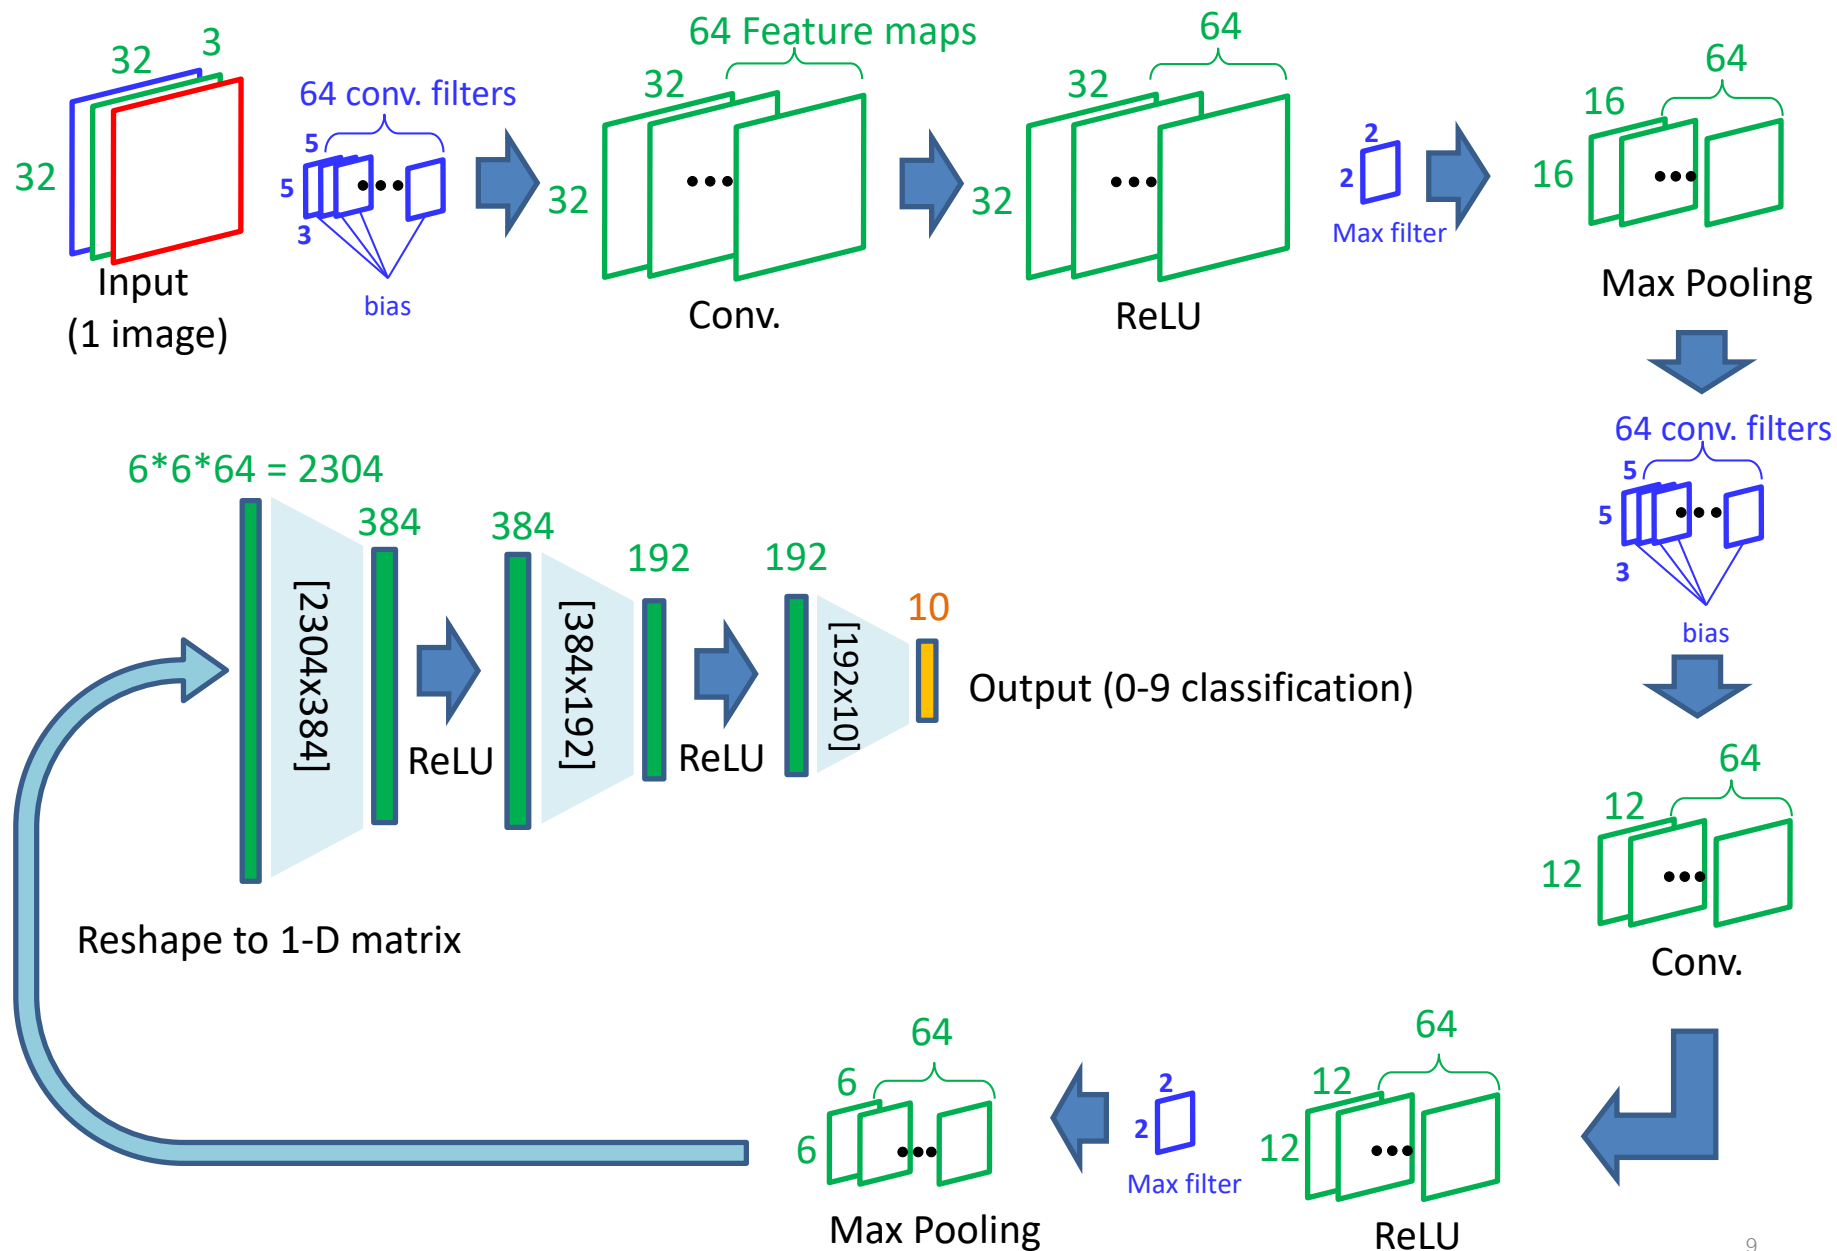 32
3
32
Input
(1 image)
64 conv. filters
5
5
3
bias
64 Feature maps
32
32
Conv.
64
32
32
ReLU
2
2
Max filter
64
16
16
Max Pooling
64 conv. filters
5
5
3
bias
64
12
12
Conv.
64
12
12
ReLU
2
2
Max filter
64
6
6
Max Pooling
Reshape to 1-D matrix
6*6*64 = 2304
[2304x384]
384
ReLU
384
[384x192]
192
ReLU
192
[192x10]
10
Output (0-9 classification)
9